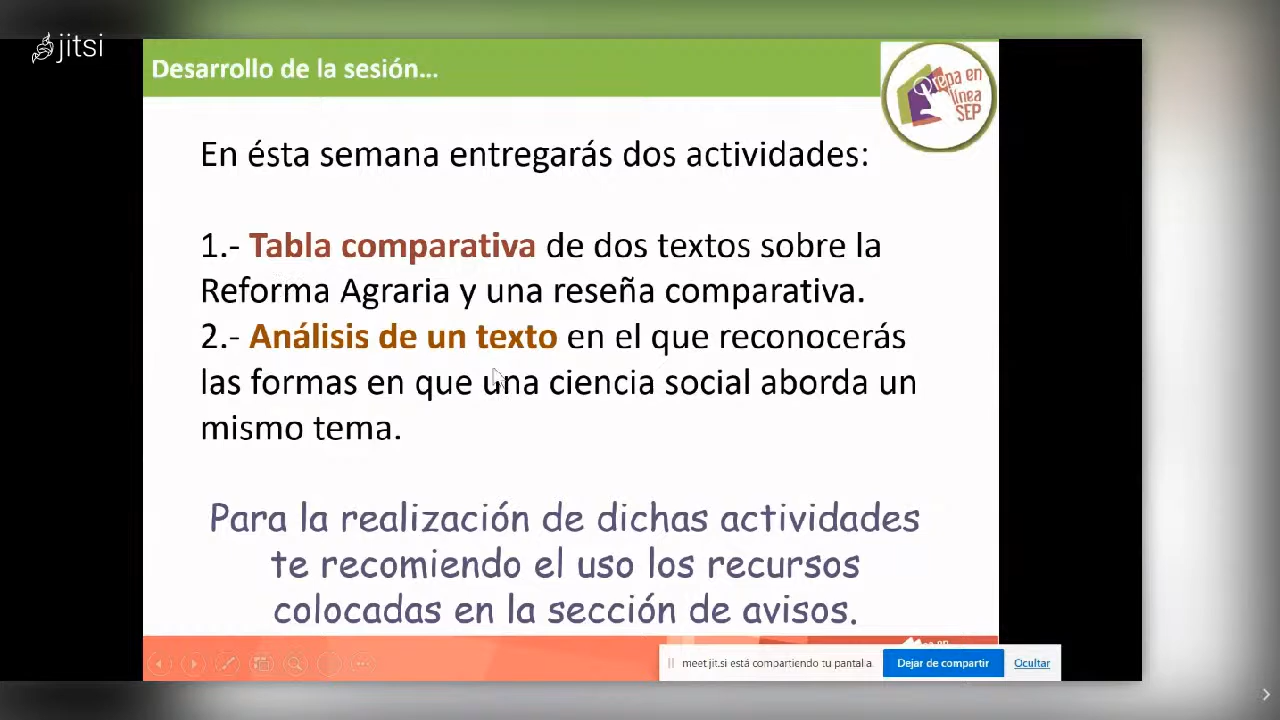 jitsi
Desarrollo de la sesión...
Prepa en
línea
SEP
En ésta semana entregarás dos actividades:
1.- Tabla comparativa de dos textos sobre la
Reforma Agraria y una reseña comparativa.
2.- Análisis de un texto en el que reconocerás
las formas en que una ciencia social aborda un
mismo tema.
Para la realización de dichas actividades
te recomiendo el uso los recursos
colocadas en la sección de avisos.
meet.jit.si está compartiendo tu pantalla.
Dejar de compartir
Ocultar